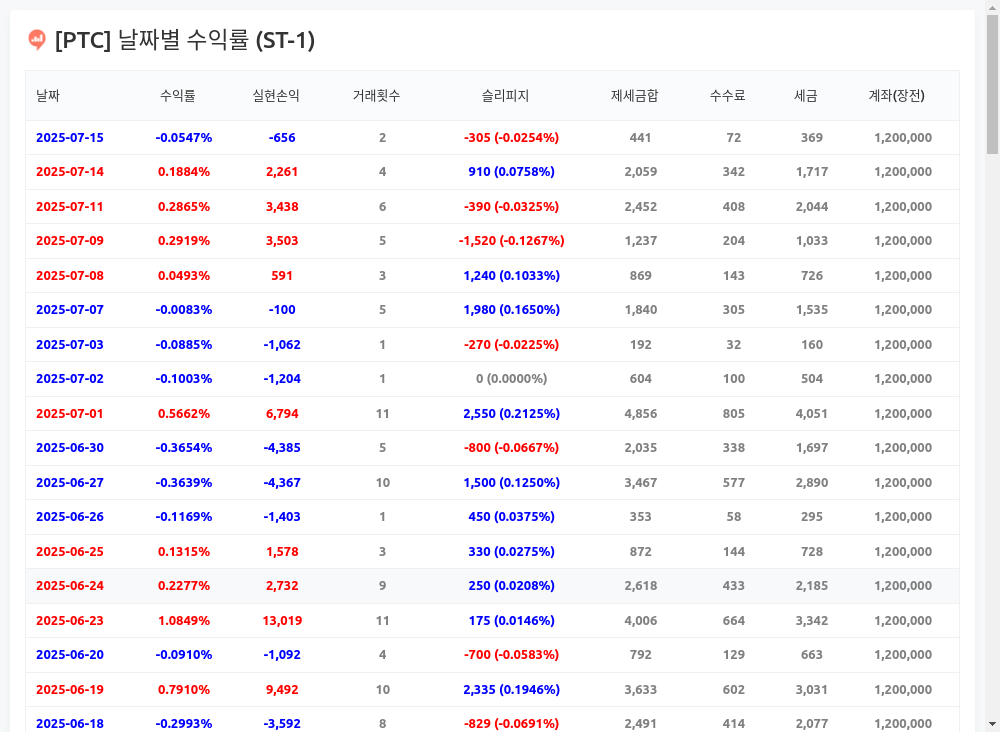 [PTC] 날짜별 수익률 (ST-1)
날짜 수익률 실현손익 거래횟수 슬리피지 제세금합 수수료 세금 계좌(장전)
2025-07-15 -0.0547% -656 2 -305 (-0.0254%) 441 72 369 1,200,000
2025-07-14 0.1884% 2,261 4 910 (0.0758%) 2,059 342 1,717 1,200,000
2025-07-11 0.2865% 3,438 6 -390 (-0.0325%) 2,452 408 2,044 1,200,000
2025-07-09 0.2919% 3,503 5 -1,520 (-0.1267%) 1,237 204 1,033 1,200,000
2025-07-08 0.0493% 591 3 1,240 (0.1033%) 869 143 726 1,200,000
2025-07-07 -0.0083% -100 5 1,980 (0.1650%) 1,840 305 1,535 1,200,000
2025-07-03 -0.0885% -1,062 1 -270 (-0.0225%) 192 32 160 1,200,000
2025-07-02 -0.1003% -1,204 1 0 (0.0000%) 604 100 504 1,200,000
2025-07-01 0.5662% 6,794 11 2,550 (0.2125%) 4,856 805 4,051 1,200,000
2025-06-30 -0.3654% -4,385 5 -800 (-0.0667%) 2,035 338 1,697 1,200,000
2025-06-27 -0.3639% -4,367 10 1,500 (0.1250%) 3,467 577 2,890 1,200,000
2025-06-26 -0.1169% -1,403 1 450 (0.0375%) 353 58 295 1,200,000
2025-06-25 0.1315% 1,578 3 330 (0.0275%) 872 144 728 1,200,000
2025-06-24 0.2277% 2,732 9 250 (0.0208%) 2,618 433 2,185 1,200,000
2025-06-23 1.0849% 13,019 11 175 (0.0146%) 4,006 664 3,342 1,200,000
2025-06-20 -0.0910% -1,092 4 -700 (-0.0583%) 792 129 663 1,200,000
2025-06-19 0.7910% 9,492 10 2,335 (0.1946%) 3,633 602 3,031 1,200,000
2025-06-18 -0.2993% -3,592 8 -829 (-0.0691%) 2,491 414 2,077 1,200,000